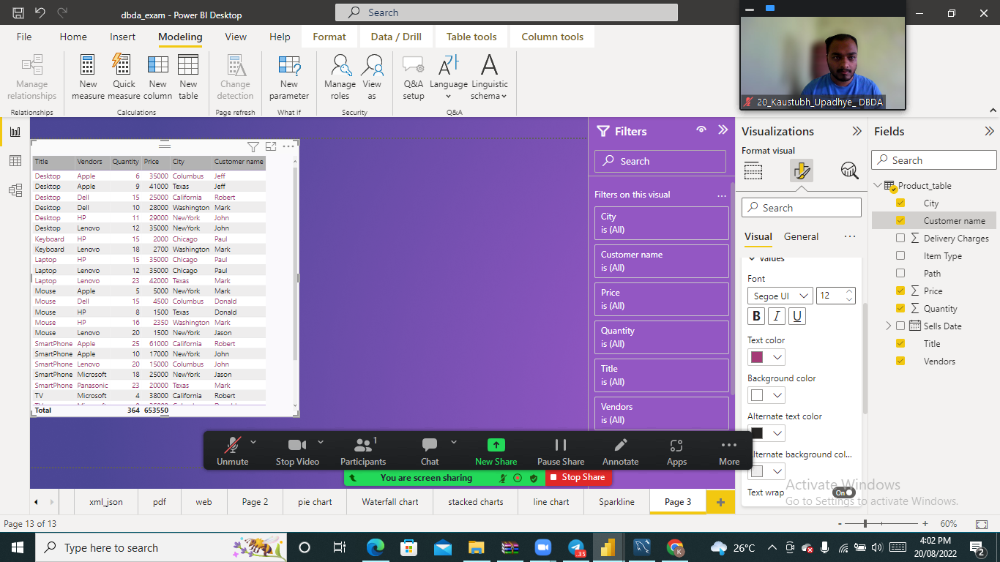 dbda_exam - Power BI Desktop
Search
File Home Insert Modeling View Help Format Data / Drill Table tools Column tools
Manage relationships
New measure
Quick measure
New column
New table
Change detection
New parameter
Manage roles
View as
Q&A setup
Language
Linguistic schema
Relationships Calculations Page refresh What if Security Q&A
20_Kaustubh_Upadhye_ DBDA
Title Vendors Quantity Price City Customer name
Desktop Apple 6 35000 Columbus Jeff
Desktop Apple 9 41000 Texas Jeff
Desktop Dell 15 25000 California Robert
Desktop Dell 10 28000 Washington Mark
Desktop HP 11 29000 NewYork John
Desktop Lenovo 12 35000 NewYork John
Keyboard HP 15 2000 Chicago Paul
Keyboard Lenovo 18 2700 Washington Mark
Laptop HP 15 35000 Chicago Paul
Laptop Lenovo 12 35000 Chicago Paul
Laptop Lenovo 23 42000 Texas Mark
Mouse Apple 5 5000 NewYork Mark
Mouse Dell 15 4500 Columbus Donald
Mouse HP 8 1500 Texas Donald
Mouse HP 16 2350 Washington Mark
Mouse Lenovo 20 1500 NewYork Jason
SmartPhone Apple 25 61000 California Robert
SmartPhone Apple 10 17000 NewYork John
SmartPhone Lenovo 20 15000 Columbus John
SmartPhone Microsoft 18 25000 NewYork Jason
SmartPhone Panasonic 23 20000 Texas Mark
TV Microsoft 4 38000 California Robert
Total 364 653550
Filters
Search
Filters on this visual
City
is (All)
Customer name
is (All)
Price
is (All)
Quantity
is (All)
Title
is (All)
Vendors
is (All)
Visualizations
Format visual
Search
Visual General
Values
Font
Segoe UI 12
B I U
Text color
Background color
Alternate text color
Alternate background col...
Text wrap On
Fields
Search
Product_table
City
Customer name
Delivery Charges
Item Type
Path
Price
Quantity
Sells Date
Title
Vendors
Activate Windows
Go to Settings to activate Windows.
1
Unmute Stop Video Participants Chat New Share Pause Share Annotate Apps More
You are screen sharing Stop Share
xml_json pdf web Page 2 pie chart Waterfall chart stacked charts line chart Sparkline Page 3
Page 13 of 13
- + 60%
Type here to search
35
K
26°C
4:02 PM
20/08/2022
2